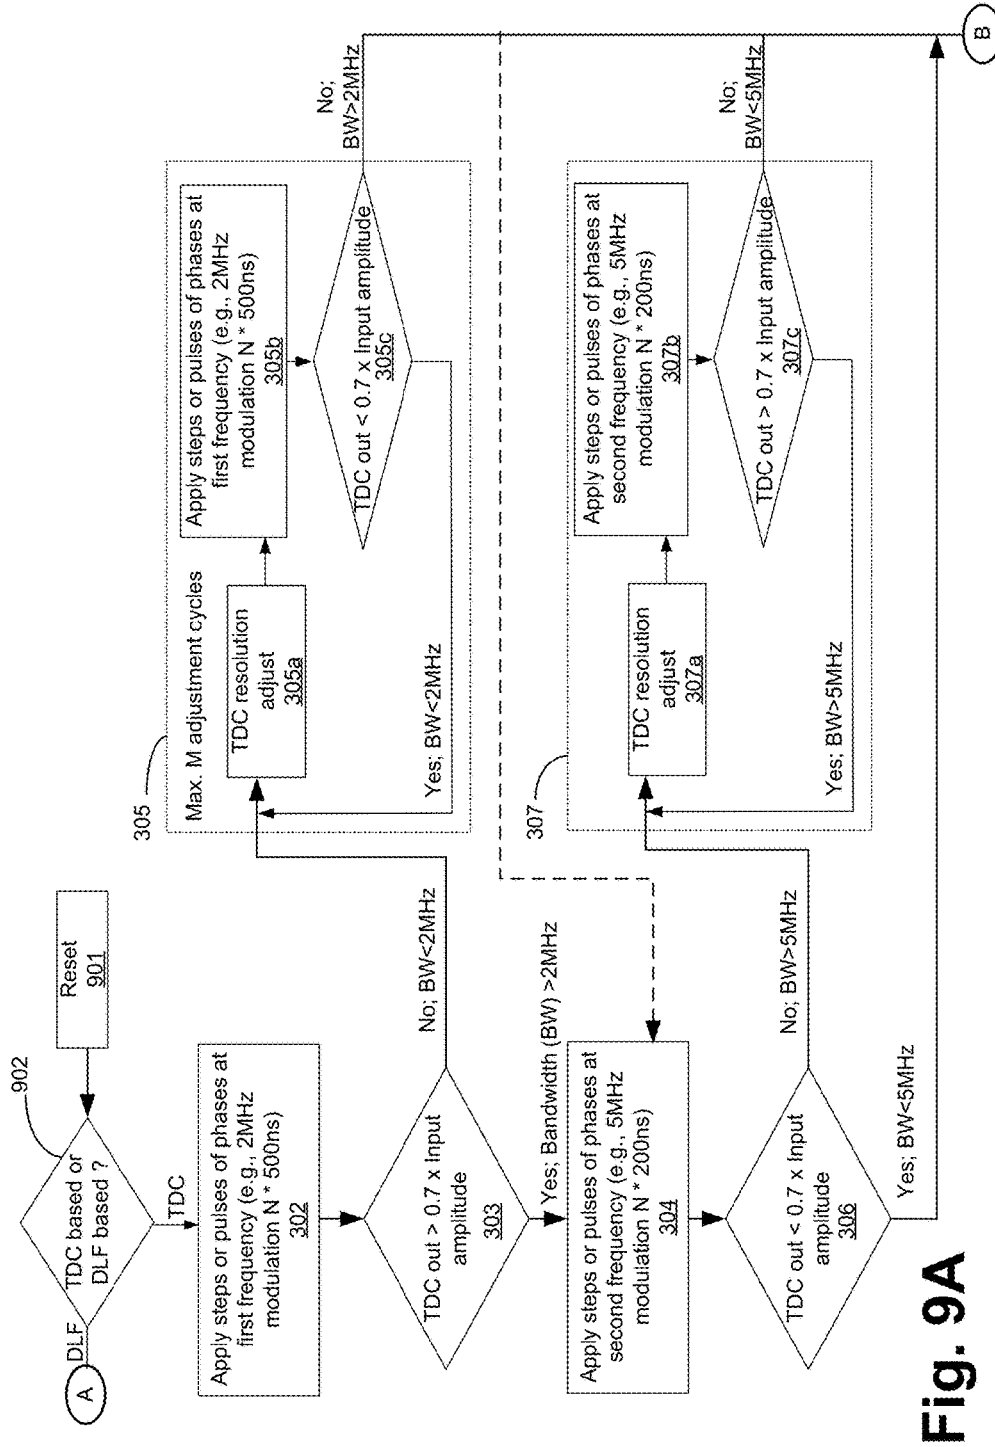 Reset
901
902
TDC based or
DLF based ?
DLF
A
TDC
Apply steps or pulses of phases at
first frequency (e.g., 2MHz
modulation N * 500ns)
302
TDC out > 0.7 x Input
amplitude
303
No; BW<2MHz
Yes; Bandwidth (BW) >2MHz
305
Max. M adjustment cycles
TDC resolution
adjust
305a
Apply steps or pulses of phases at
first frequency (e.g., 2MHz
modulation N * 500ns)
305b
TDC out < 0.7 x Input amplitude
305c
Yes; BW<2MHz
No;
BW>2MHz
Apply steps or pulses of phases at
second frequency (e.g., 5MHz
modulation N * 200ns)
304
TDC out < 0.7 x Input
amplitude
306
No; BW>5MHz
Yes; BW<5MHz
307
TDC resolution
adjust
307a
Apply steps or pulses of phases at
second frequency (e.g., 5MHz
modulation N * 200ns)
307b
TDC out > 0.7 x Input amplitude
307c
Yes; BW>5MHz
No;
BW<5MHz
B
Fig. 9A